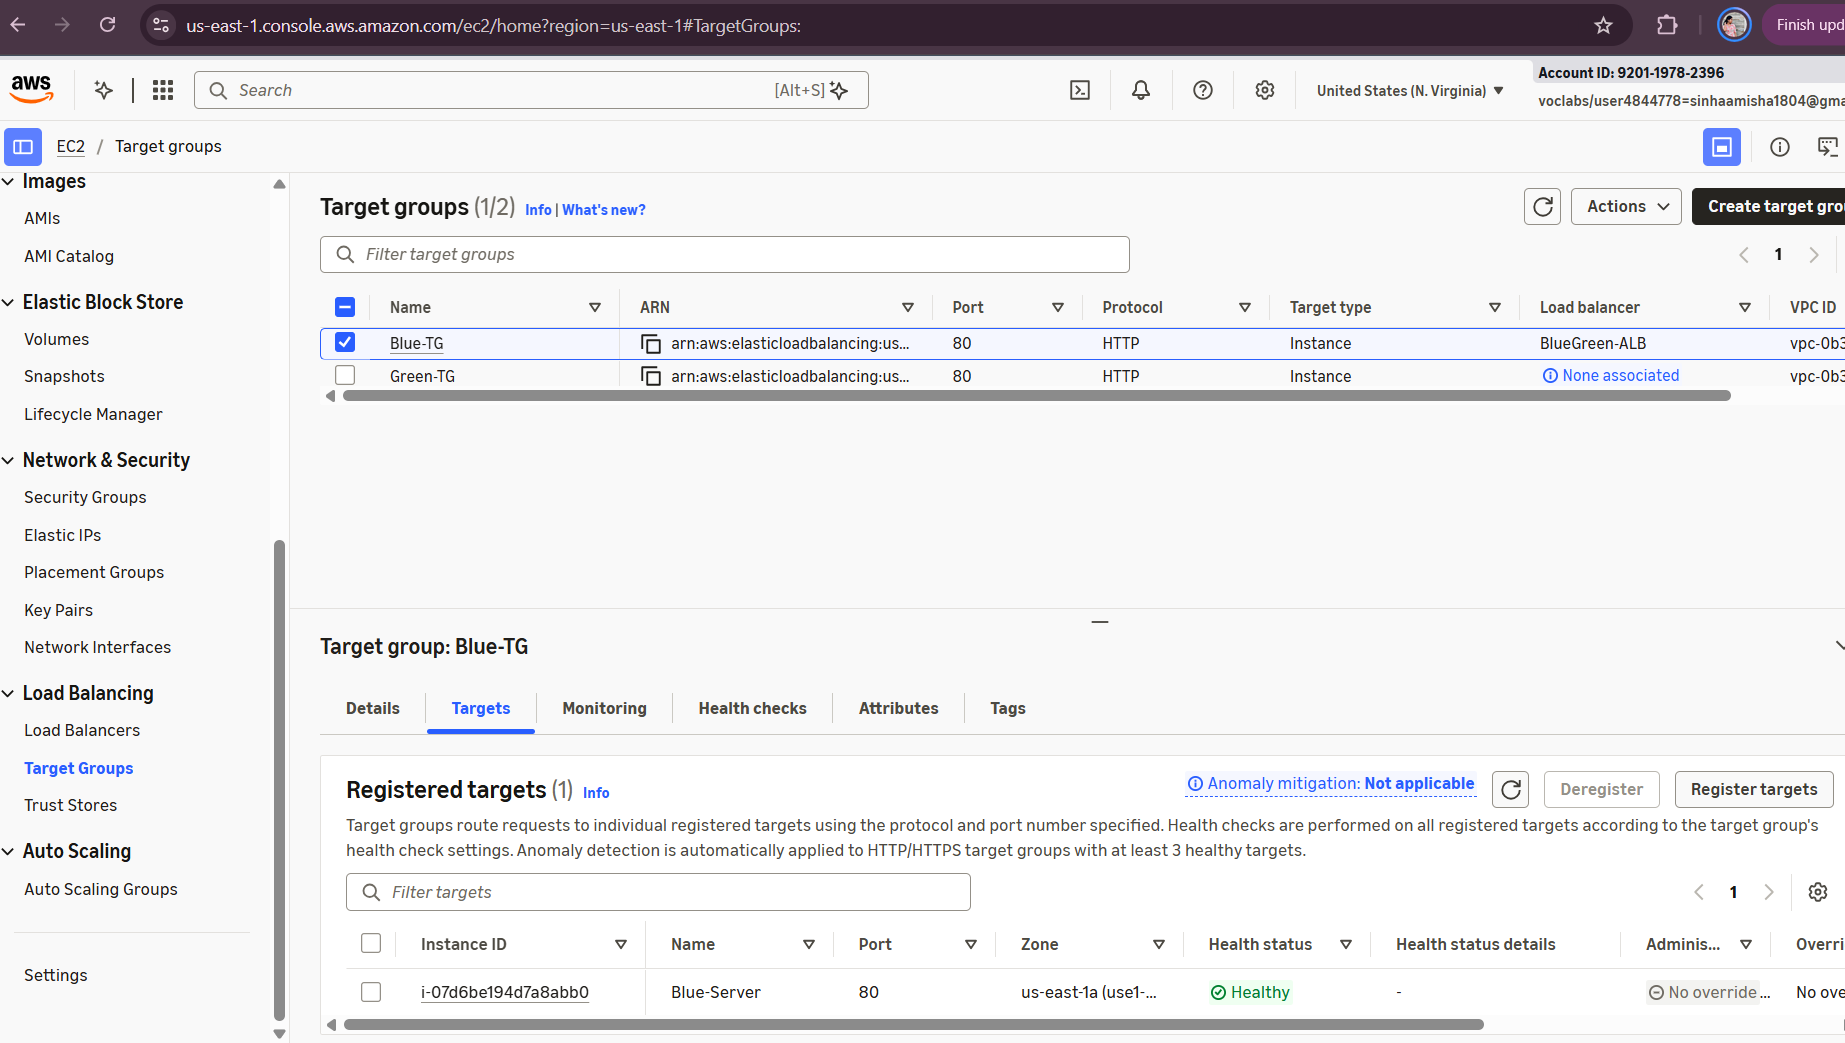 us-east-1.console.aws.amazon.com/ec2/home?region=us-east-1#TargetGroups:
Finish upd
aws
Search
[Alt+S]
United States (N. Virginia)
Account ID: 9201-1978-2396
voclabs/user4844778=sinhaamisha1804@gma
EC2 / Target groups
Images
AMIs
AMI Catalog
Elastic Block Store
Volumes
Snapshots
Lifecycle Manager
Network & Security
Security Groups
Elastic IPs
Placement Groups
Key Pairs
Network Interfaces
Load Balancing
Load Balancers
Target Groups
Trust Stores
Auto Scaling
Auto Scaling Groups
Settings
Target groups (1/2) Info | What's new?
Actions
Create target gro
Filter target groups
1
Name ARN Port Protocol Target type Load balancer VPC ID
Blue-TG arn:aws:elasticloadbalancing:us... 80 HTTP Instance BlueGreen-ALB vpc-0b3
Green-TG arn:aws:elasticloadbalancing:us... 80 HTTP Instance None associated vpc-0b3
Target group: Blue-TG
Details Targets Monitoring Health checks Attributes Tags
Registered targets (1) Info
Anomaly mitigation: Not applicable
Deregister
Register targets
Target groups route requests to individual registered targets using the protocol and port number specified. Health checks are performed on all registered targets according to the target group's
health check settings. Anomaly detection is automatically applied to HTTP/HTTPS target groups with at least 3 healthy targets.
Filter targets
1
Instance ID Name Port Zone Health status Health status details Adminis... Overri
i-07d6be194d7a8abb0 Blue-Server 80 us-east-1a (use1-... Healthy - No override ... No ove